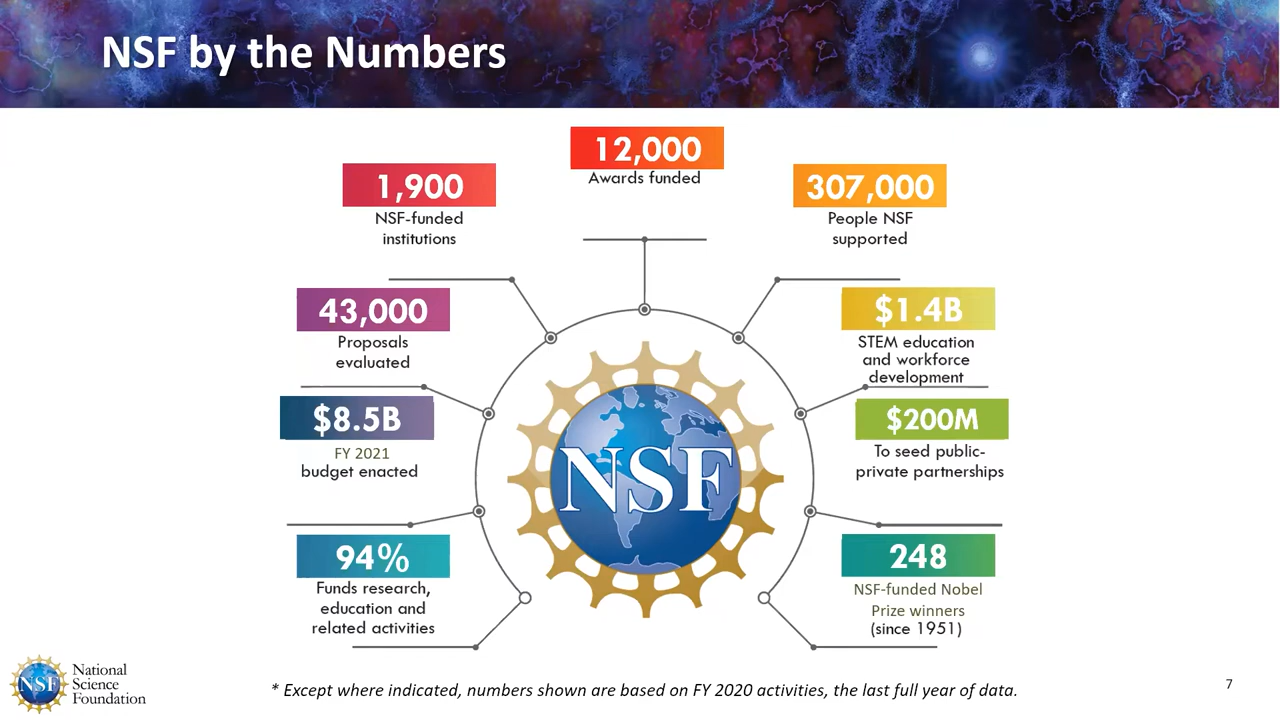 NSF by the Numbers
12,000
Awards funded
1,900
NSF-funded
institutions
307,000
People NSF
supported
43,000
Proposals
evaluated
$1.4B
STEM education
and workforce
development
$8.5B
FY 2021
budget enacted
$200M
To seed public-
private partnerships
94%
Funds research,
education and
related activities
248
NSF-funded Nobel
Prize winners
(since 1951)
NSF
NSF
National
Science
Foundation
* Except where indicated, numbers shown are based on FY 2020 activities, the last full year of data.
7